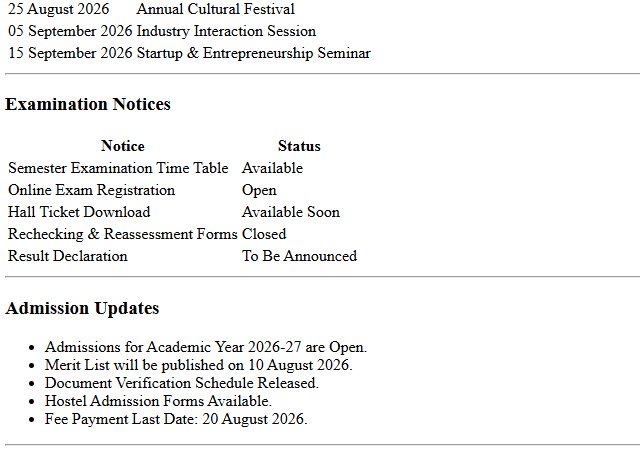 25 August 2026 Annual Cultural Festival
05 September 2026 Industry Interaction Session
15 September 2026 Startup & Entrepreneurship Seminar
Examination Notices
Notice Status
Semester Examination Time Table Available
Online Exam Registration Open
Hall Ticket Download Available Soon
Rechecking & Reassessment Forms Closed
Result Declaration To Be Announced
Admission Updates
• Admissions for Academic Year 2026-27 are Open.
• Merit List will be published on 10 August 2026.
• Document Verification Schedule Released.
• Hostel Admission Forms Available.
• Fee Payment Last Date: 20 August 2026.